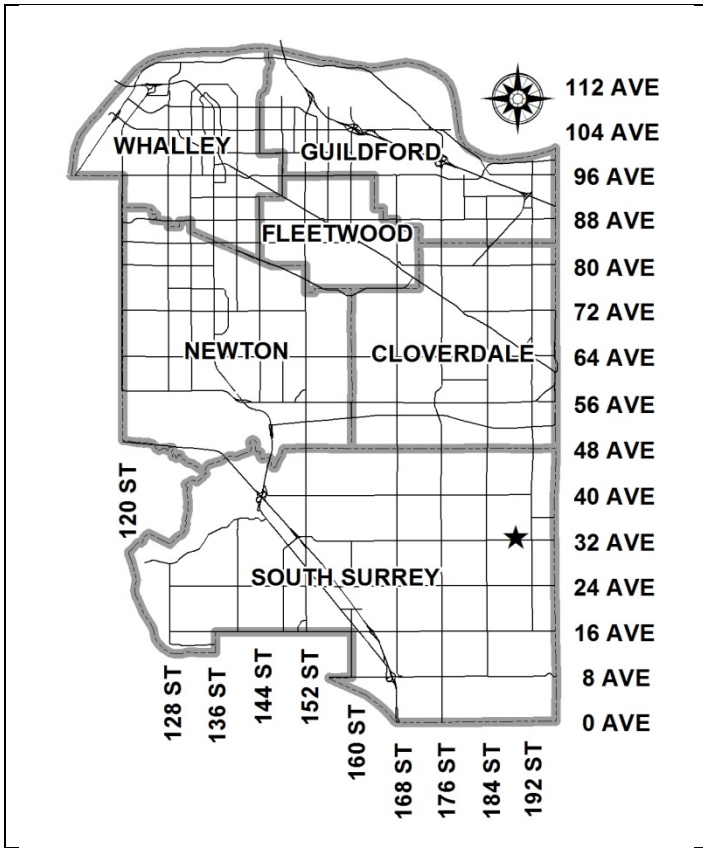 112 AVE
104 AVE
WHALLEY
GUILDFORD
96 AVE
88 AVE
FLEETWOOD
80 AVE
72 AVE
NEWTON
CLOVERDALE
64 AVE
56 AVE
48 AVE
120 ST
40 AVE
32 AVE
SOUTH SURREY
24 AVE
16 AVE
8 AVE
0 AVE
128 ST
136 ST
144 ST
152 ST
160 ST
168 ST
176 ST
184 ST
192 ST